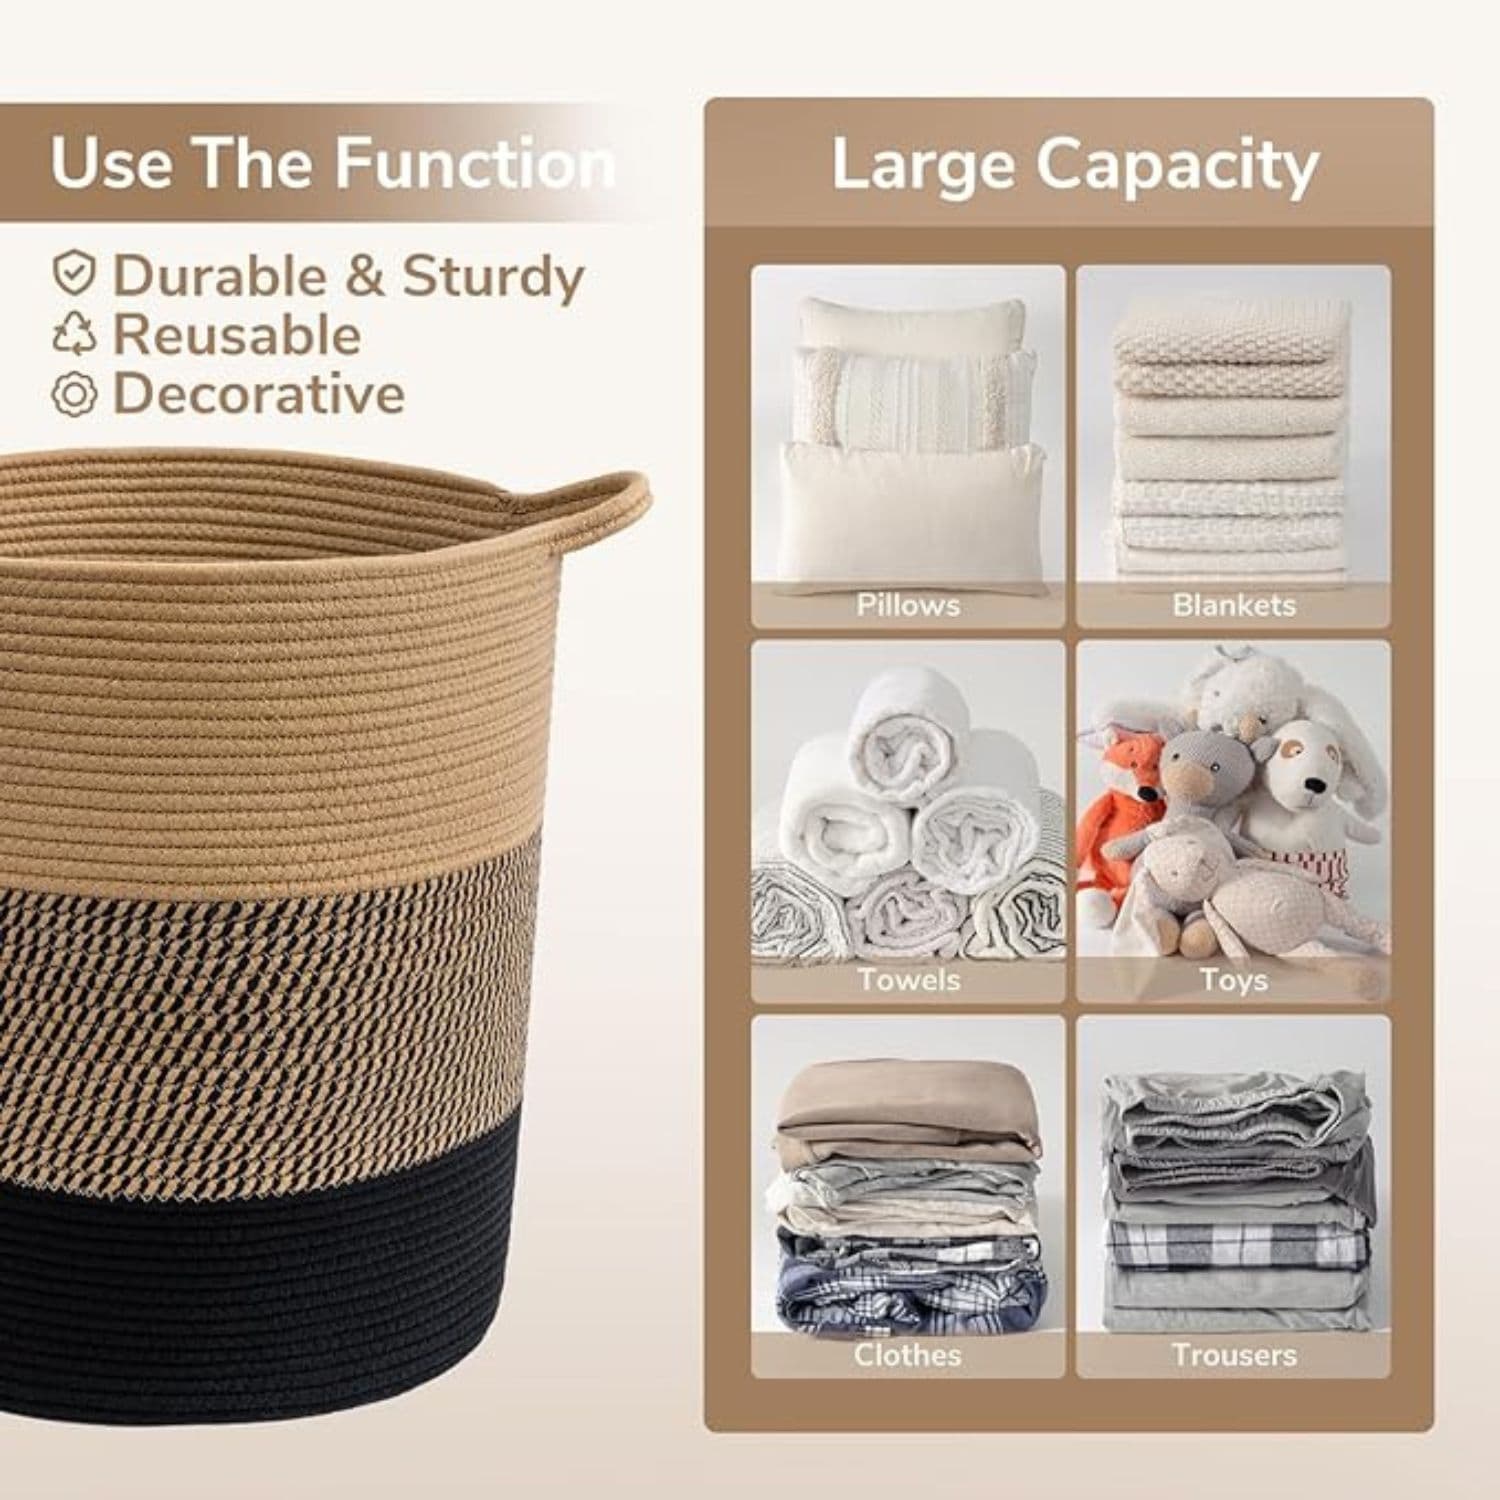 Use The Function
Durable & Sturdy
Reusable
Decorative
Large Capacity
Pillows
Blankets
Towels
Toys
Clothes
Trousers